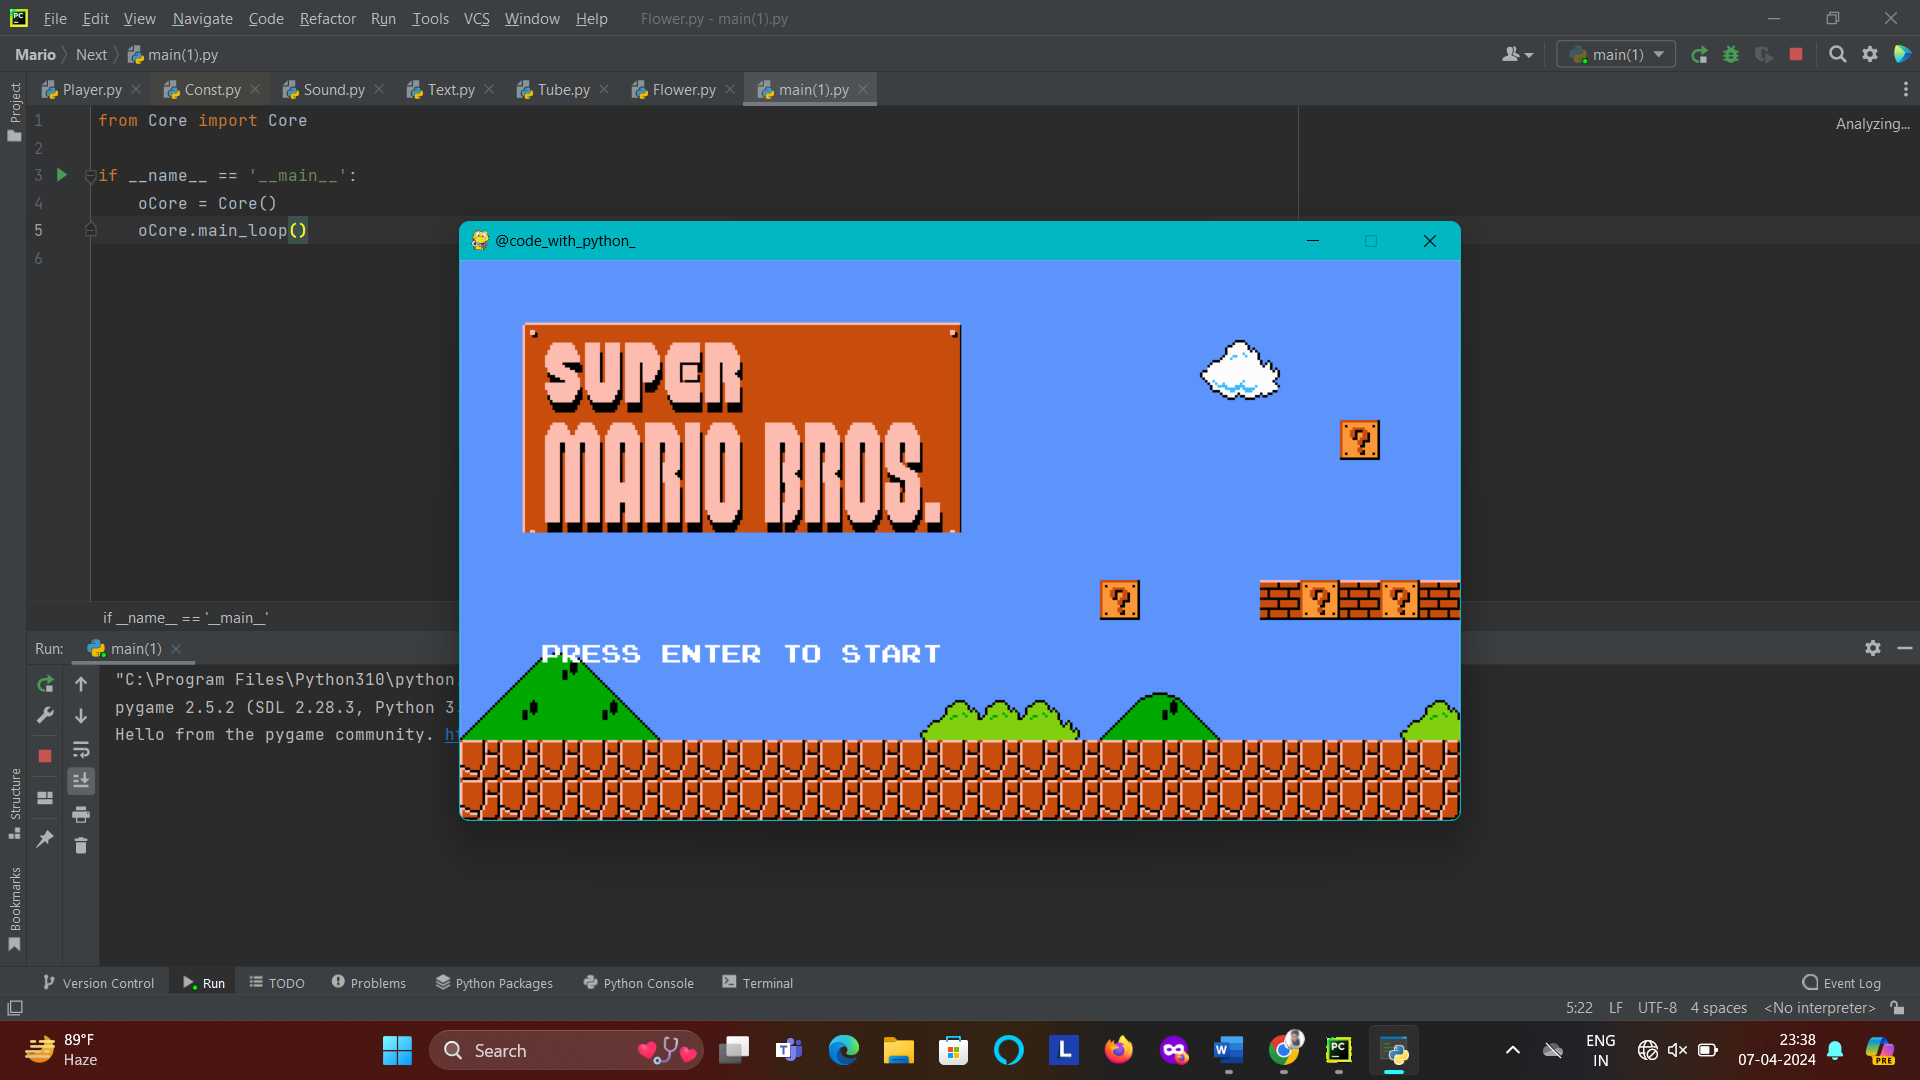 File Edit View Navigate Code Refactor Run Tools VCS Window Help Flower.py - main(1).py
Mario Next main(1).py main(1)
Project
Player.py Const.py Sound.py Text.py Tube.py Flower.py main(1).py
1 from Core import Core
Analyzing...
2
3 if __name__ == '__main__':
4 oCore = Core()
5 oCore.main_loop()
6
@code_with_python_
SUPER
MARIO BROS.
?
?
? ?
PRESS ENTER TO START
if __name__ == '__main__'
Run: main(1)
"C:\Program Files\Python310\python.
pygame 2.5.2 (SDL 2.28.3, Python 3.
Hello from the pygame community.
Structure
Bookmarks
Version Control Run TODO Problems Python Packages Python Console Terminal Event Log
5:22 LF UTF-8 4 spaces <No interpreter>
89°F
Haze
Search
ENG
IN
23:38
07-04-2024
PRE